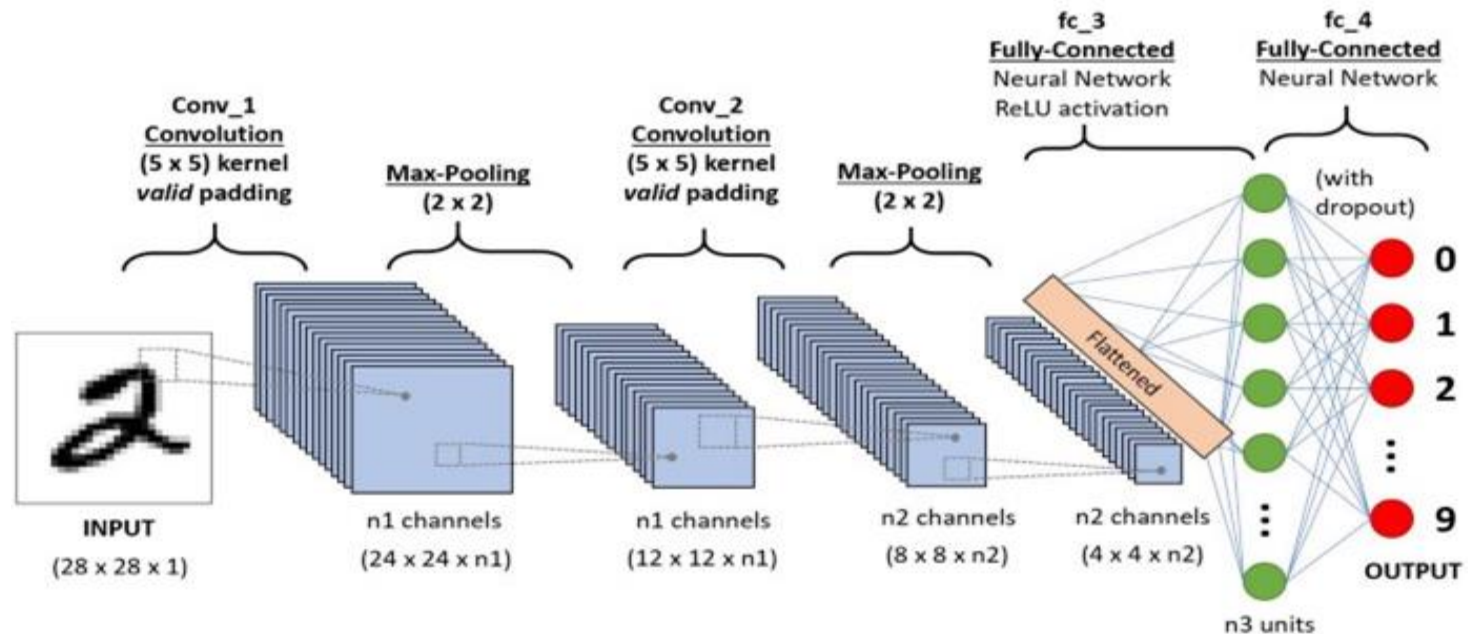 Conv_1
Convolution
(5 x 5) kernel
valid padding
Max-Pooling
(2 x 2)
Conv_2
Convolution
(5 x 5) kernel
valid padding
Max-Pooling
(2 x 2)
fc_3
Fully-Connected
Neural Network
ReLU activation
fc_4
Fully-Connected
Neural Network
(with
dropout)
INPUT
(28 x 28 x 1)
n1 channels
(24 x 24 x n1)
n1 channels
(12 x 12 x n1)
n2 channels
(8 x 8 x n2)
n2 channels
(4 x 4 x n2)
Flattened
n3 units
0
1
2
⋮
9
OUTPUT
2